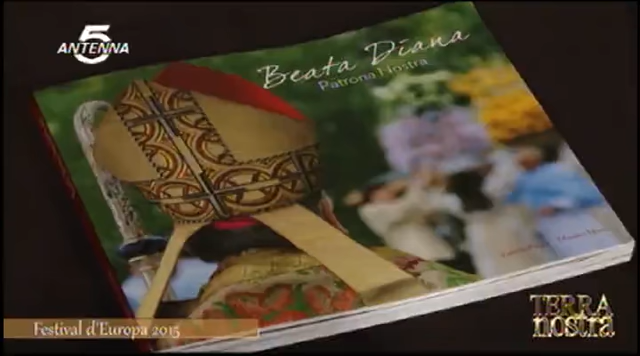 5
ANTENNA
Beata Diana
Patrona Nostra
Festival d'Europa 2015
TERRA
nostra